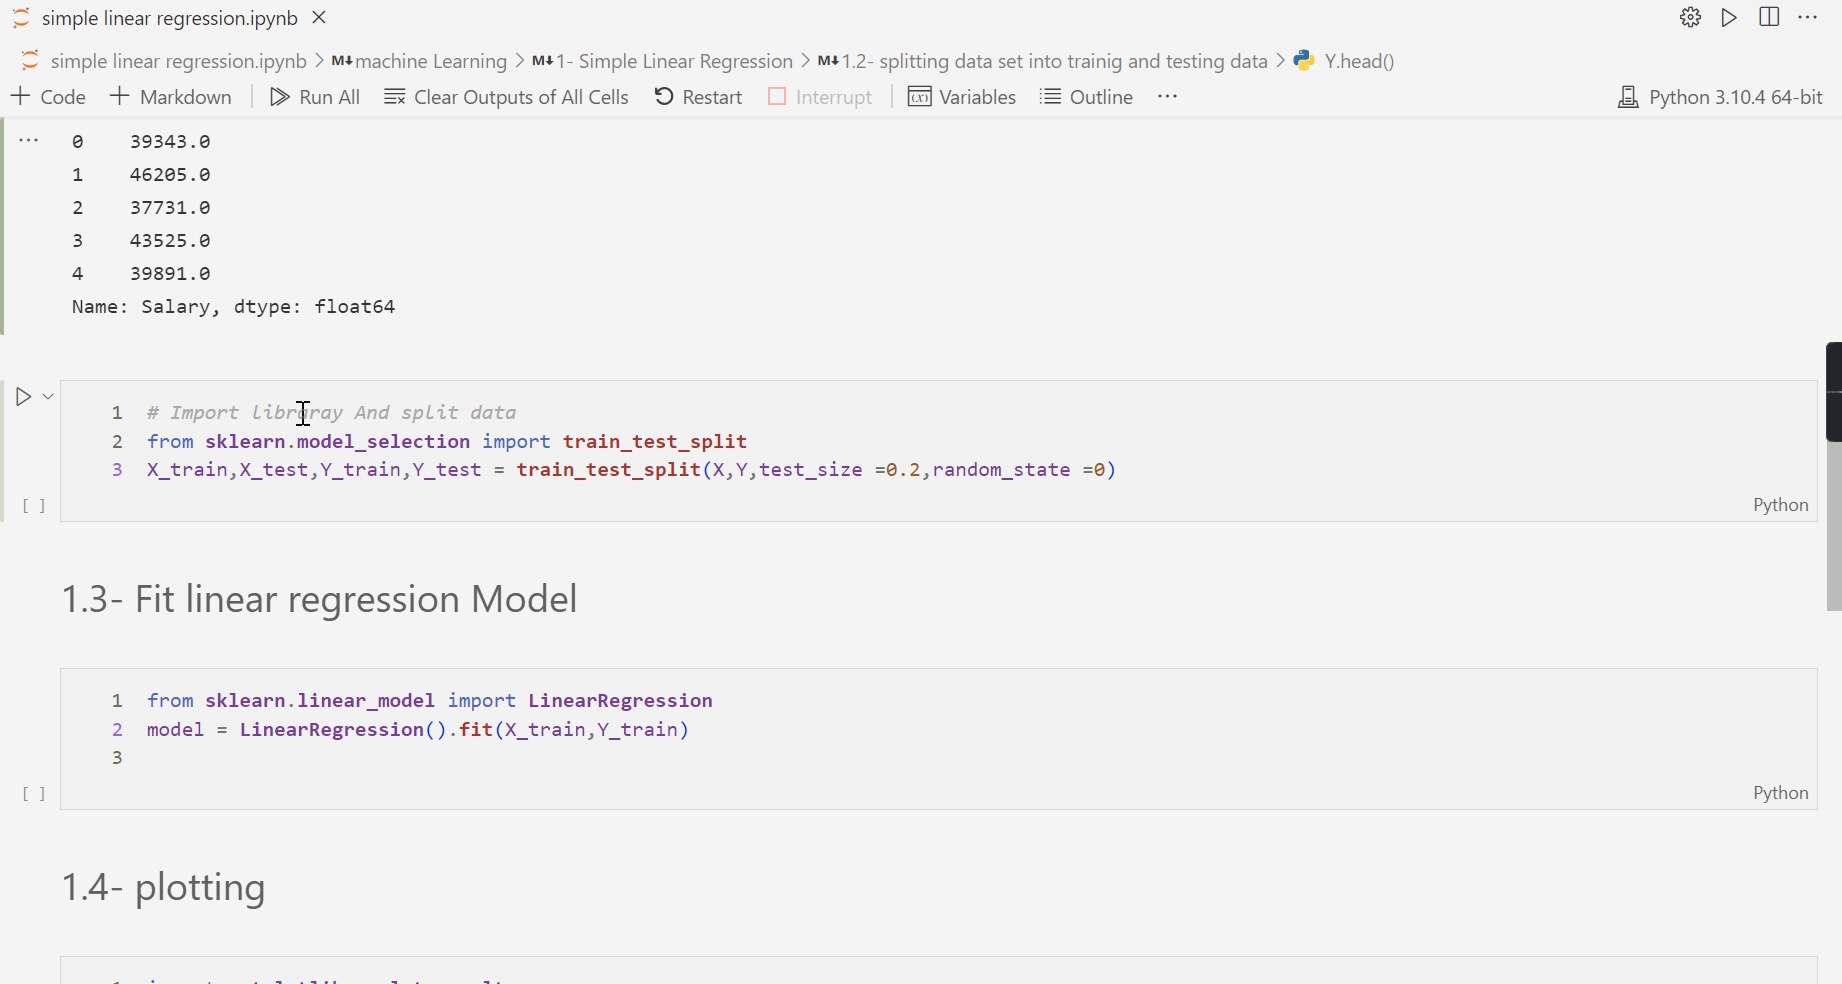 simple linear regression.ipynb
simple linear regression.ipynb > M↓machine Learning > M↓1- Simple Linear Regression > M↓1.2- splitting data set into trainig and testing data > Y.head()
+ Code + Markdown | Run All Clear Outputs of All Cells Restart Interrupt | Variables Outline ... Python 3.10.4 64-bit
0 39343.0
1 46205.0
2 37731.0
3 43525.0
4 39891.0
Name: Salary, dtype: float64
1 # Import libraray And split data
2 from sklearn.model_selection import train_test_split
3 X_train,X_test,Y_train,Y_test = train_test_split(X,Y,test_size =0.2,random_state =0)
[ ] Python
1.3- Fit linear regression Model
1 from sklearn.linear_model import LinearRegression
2 model = LinearRegression().fit(X_train,Y_train)
3
[ ] Python
1.4- plotting